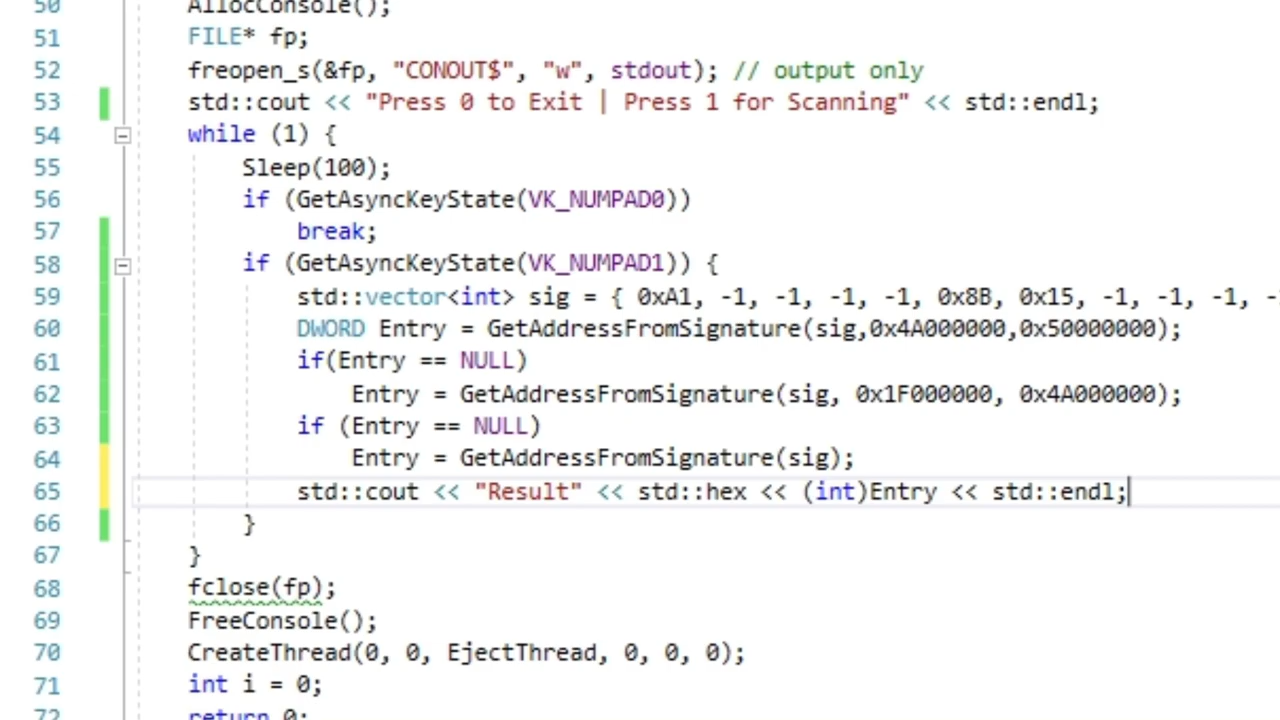 50 AllocConsole();
51 FILE* fp;
52 freopen_s(&fp, "CONOUT$", "w", stdout); // output only
53 std::cout << "Press 0 to Exit | Press 1 for Scanning" << std::endl;
54 while (1) {
55 Sleep(100);
56 if (GetAsyncKeyState(VK_NUMPAD0))
57 break;
58 if (GetAsyncKeyState(VK_NUMPAD1)) {
59 std::vector<int> sig = { 0xA1, -1, -1, -1, -1, 0x8B, 0x15, -1, -1, -1, -
60 DWORD Entry = GetAddressFromSignature(sig,0x4A000000,0x50000000);
61 if(Entry == NULL)
62 Entry = GetAddressFromSignature(sig, 0x1F000000, 0x4A000000);
63 if (Entry == NULL)
64 Entry = GetAddressFromSignature(sig);
65 std::cout << "Result" << std::hex << (int)Entry << std::endl;
66 }
67 }
68 fclose(fp);
69 FreeConsole();
70 CreateThread(0, 0, EjectThread, 0, 0, 0);
71 int i = 0;
72 return 0;